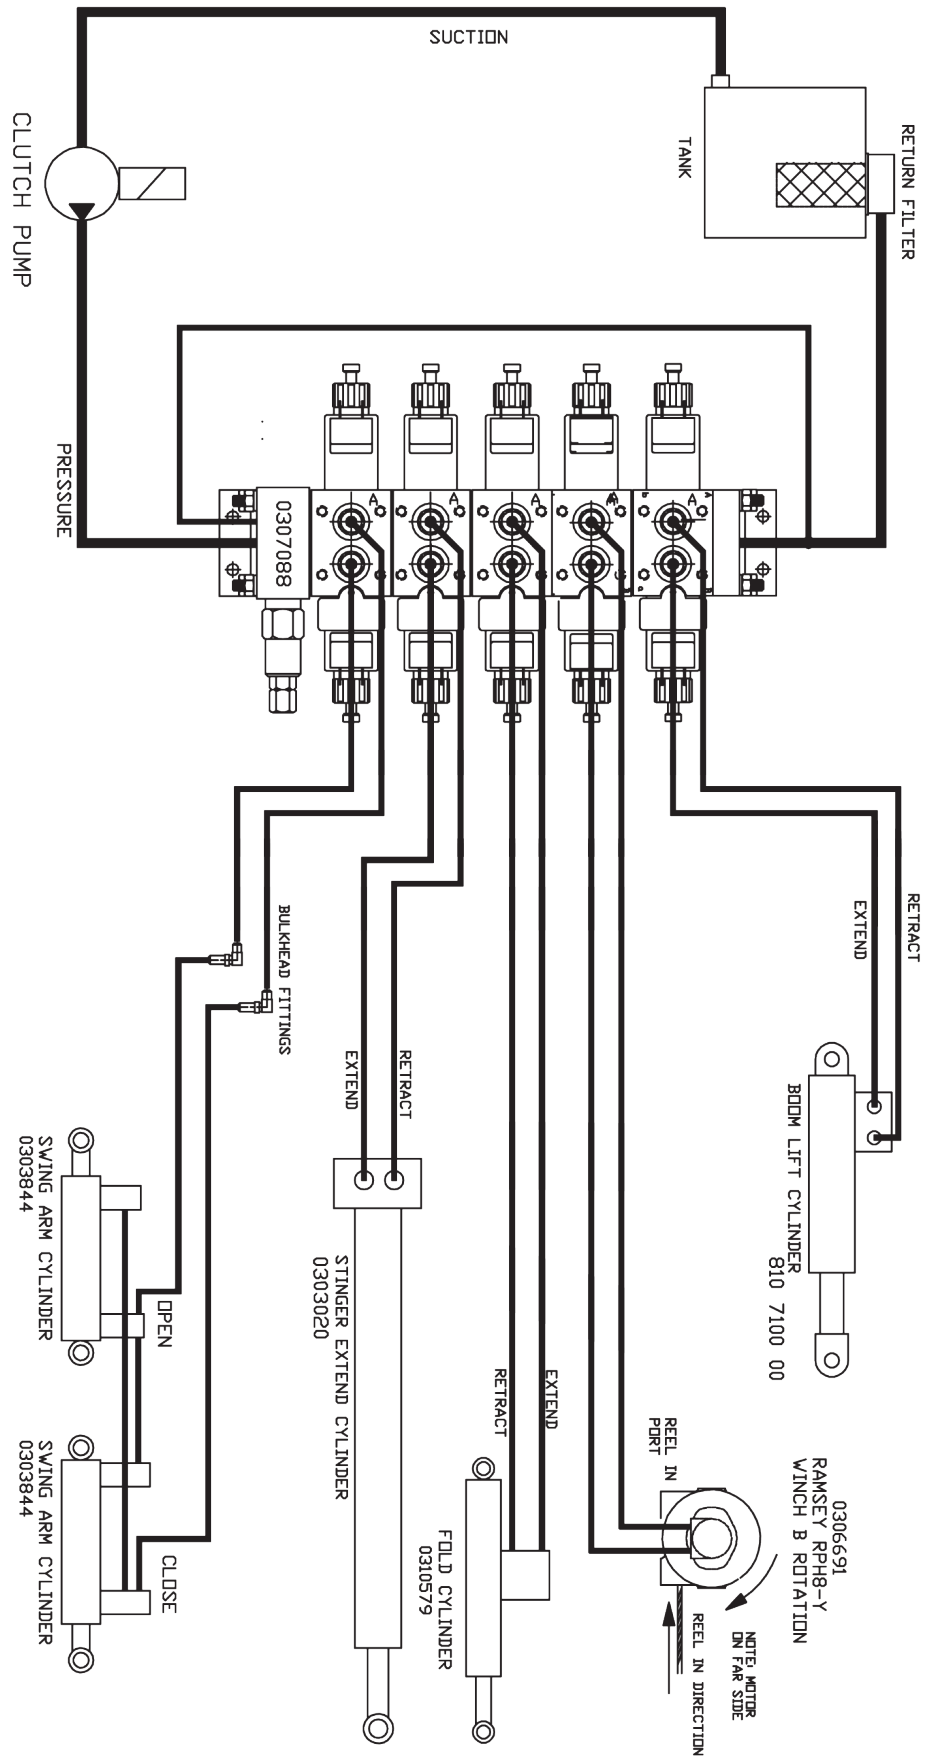 SUCTION
TANK
RETURN FILTER
CLUTCH PUMP
PRESSURE
0307088
A
A
A
A
A
b
B
a
RETRACT
EXTEND
BULKHEAD FITTINGS
BOOM LIFT CYLINDER
810 7100 00
EXTEND
RETRACT
STINGER EXTEND CYLINDER
0303020
SWING ARM CYLINDER
0303844
OPEN
SWING ARM CYLINDER
0303844
CLOSE
RETRACT
EXTEND
FOLD CYLINDER
0310579
REEL IN
PORT
0306691
RAMSEY RPH8-Y
WINCH B ROTATION
NOTE: MOTOR
ON FAR SIDE
REEL IN DIRECTION